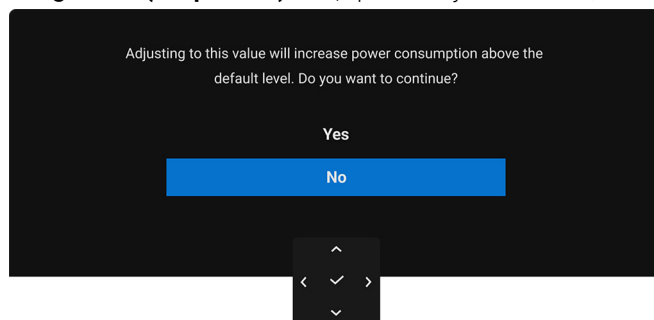 Adjusting to this value will increase power consumption above the
default level. Do you want to continue?
Yes
No